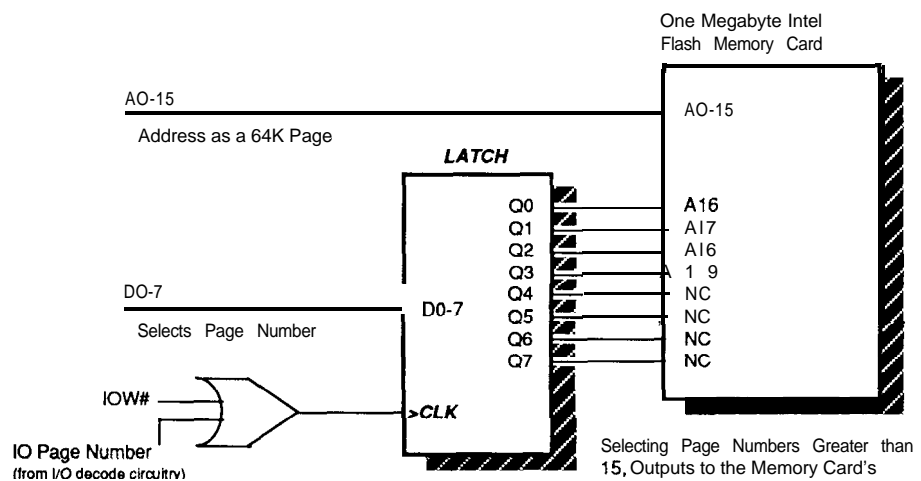 One Megabyte Intel
Flash Memory Card
AO-15
AO-15
Address as a 64K Page
LATCH
Q0
A16
Q1
AI7
Q2
AI6
Q3
A 1 9
Q4
NC
DO-7
D0-7
Q5
NC
Selects Page Number
Q6
NC
Q7
NC
IOW#
>CLK
IO Page Number
(from I/O decode circuitry)
Selecting Page Numbers Greater than
15, Outputs to the Memory Card's